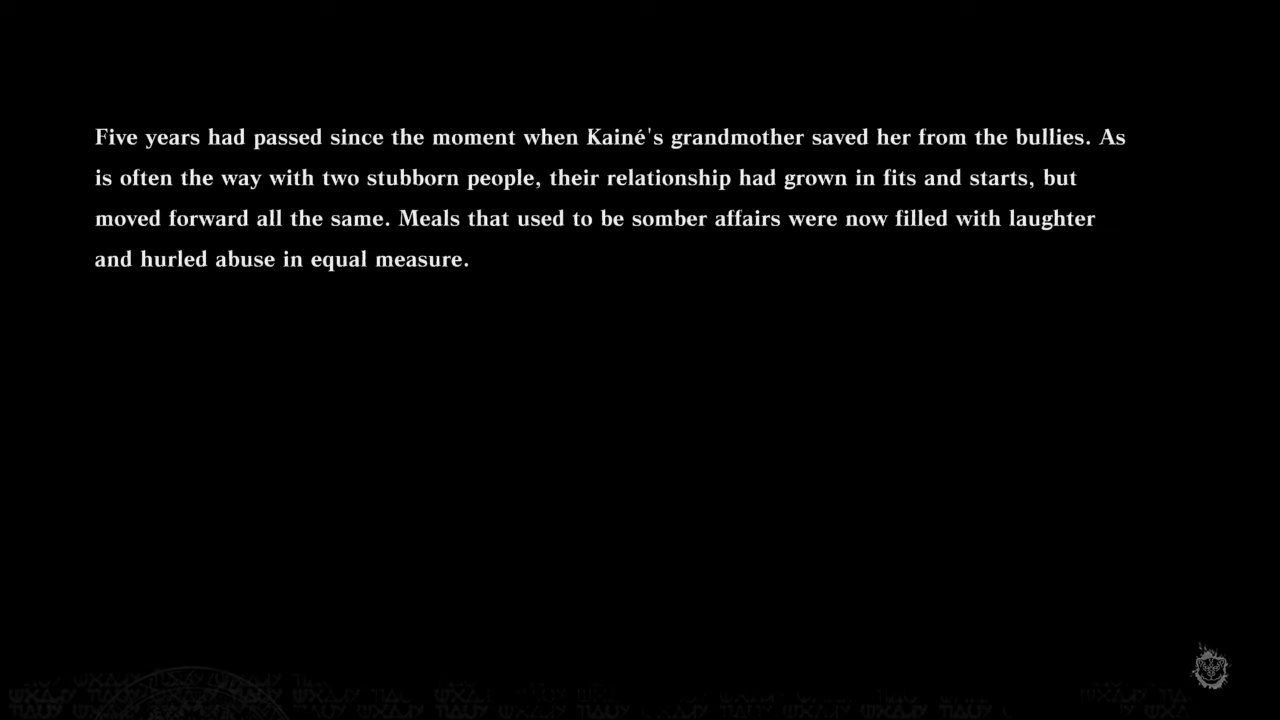 Five years had passed since the moment when Kainé's grandmother saved her from the bullies. As
is often the way with two stubborn people, their relationship had grown in fits and starts, but
moved forward all the same. Meals that used to be somber affairs were now filled with laughter
and hurled abuse in equal measure.